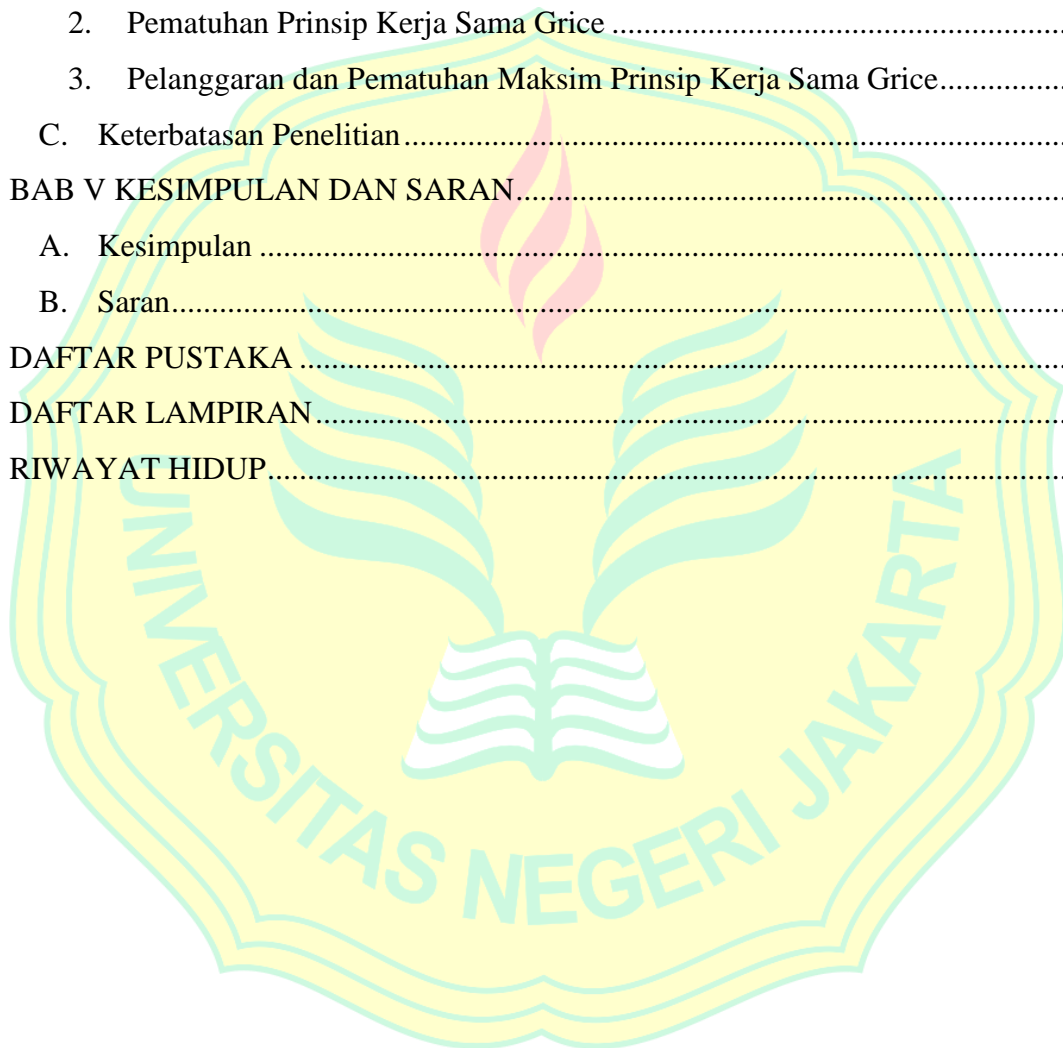 2. Pematuhan Prinsip Kerja Sama Grice ........................................................
3. Pelanggaran dan Pematuhan Maksim Prinsip Kerja Sama Grice...............
C. Keterbatasan Penelitian....................................................................................
BAB V KESIMPULAN DAN SARAN.....................................................................
A. Kesimpulan .....................................................................................................
B. Saran................................................................................................................
DAFTAR PUSTAKA ................................................................................................
DAFTAR LAMPIRAN..............................................................................................
RIWAYAT HIDUP....................................................................................................
UNIVERSITAS NEGERI JAKARTA